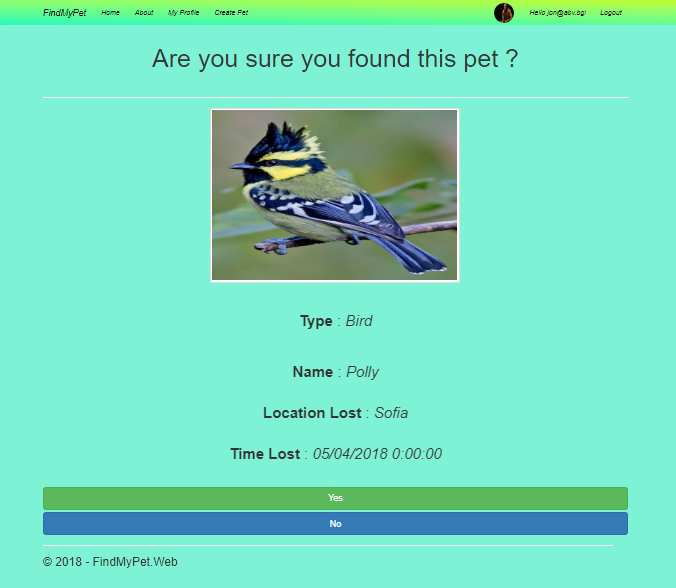 FindMyPet Home About My Profile Create Pet Hello jon@abv.bg! Logout
Are you sure you found this pet ?
Type : Bird
Name : Polly
Location Lost : Sofia
Time Lost : 05/04/2018 0:00:00
Yes
No
© 2018 - FindMyPet.Web